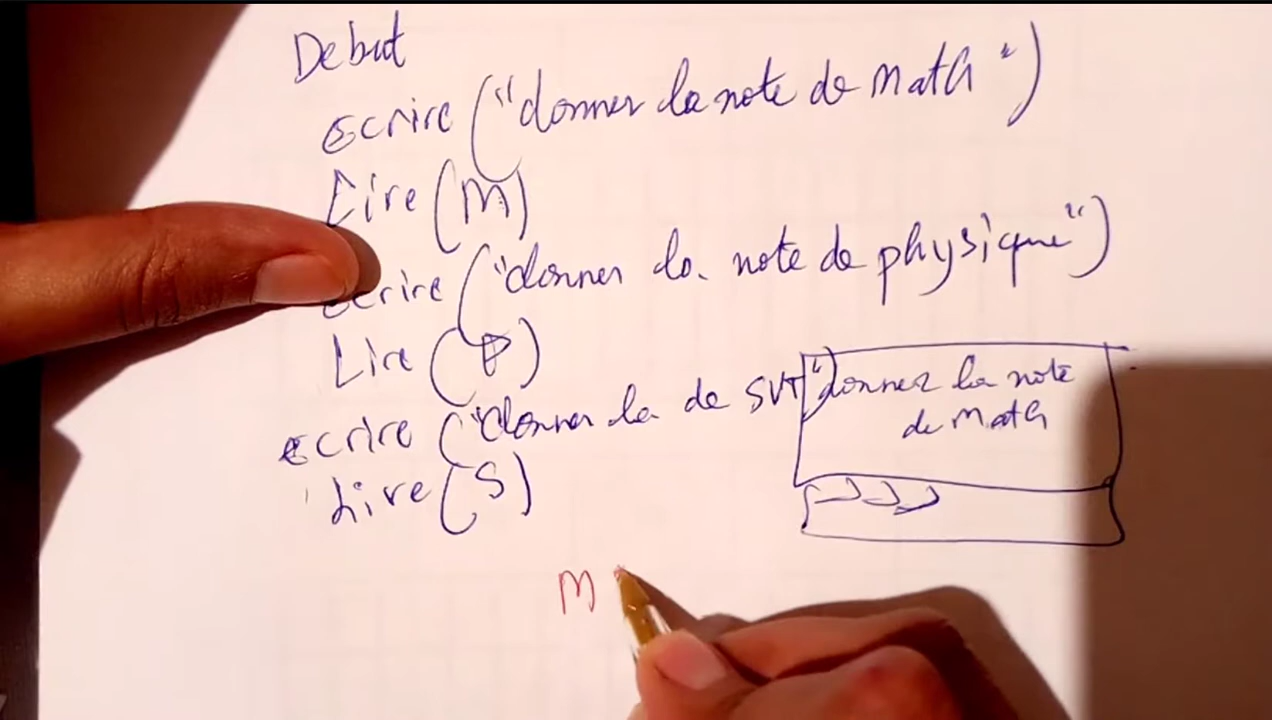 Debut
ecrire ("donner la note de Math")
Lire (M)
ecrire ("donner la note de physique")
Lire (P)
ecrire ("donner la de SVT")
Lire (S)
donner la note
de Math
M